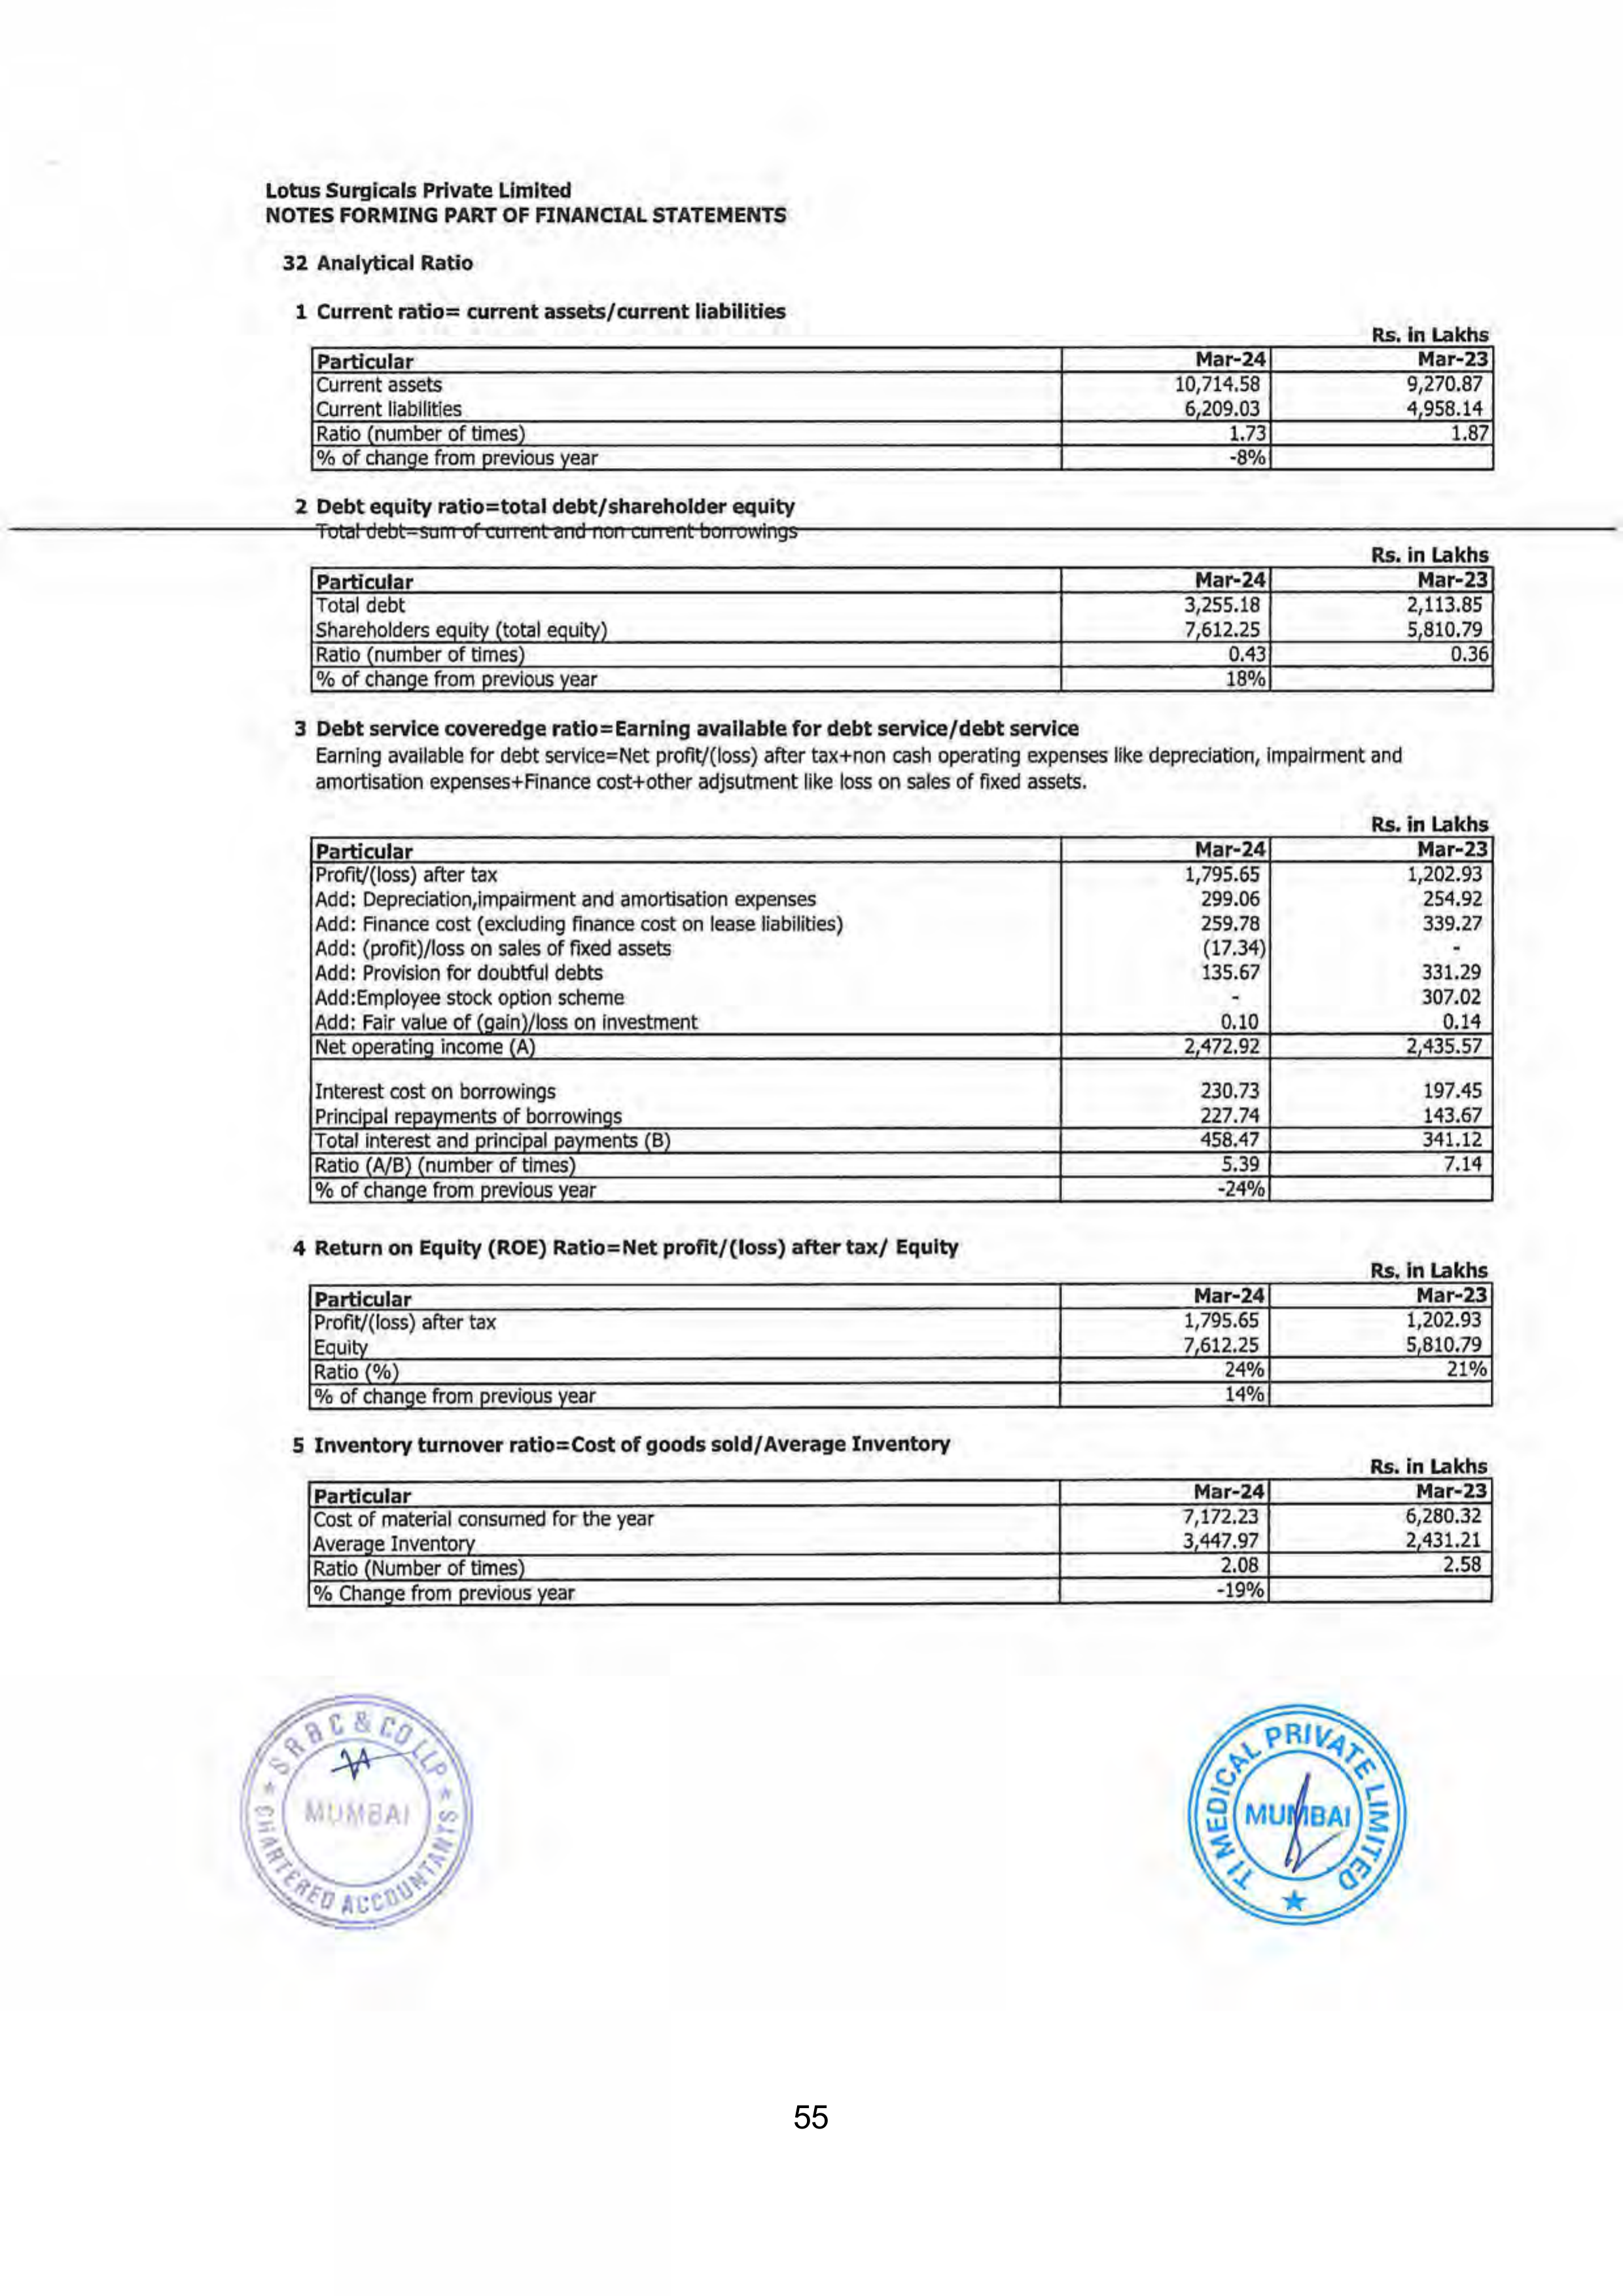 Lotus Surgicals Private Limited
NOTES FORMING PART OF FINANCIAL STATEMENTS
32 Analytical Ratio
1 Current ratio= current assets/current liabilities
Rs. in Lakhs
Particular Mar-24 Mar-23
Current assets 10,714.58 9,270.87
Current liabilities 6,209.03 4,958.14
Ratio (number of times) 1.73 1.87
% of change from previous year -8%
2 Debt equity ratio=total debt/shareholder equity
Total debt=sum of current and non current borrowings
Rs. in Lakhs
Particular Mar-24 Mar-23
Total debt 3,255.18 2,113.85
Shareholders equity (total equity) 7,612.25 5,810.79
Ratio (number of times) 0.43 0.36
% of change from previous year 18%
3 Debt service coveredge ratio=Earning available for debt service/debt service
Earning available for debt service=Net profit/(loss) after tax+non cash operating expenses like depreciation, impairment and
amortisation expenses+Finance cost+other adjsutment like loss on sales of fixed assets.
Rs. in Lakhs
Particular Mar-24 Mar-23
Profit/(loss) after tax 1,795.65 1,202.93
Add: Depreciation,impairment and amortisation expenses 299.06 254.92
Add: Finance cost (excluding finance cost on lease liabilities) 259.78 339.27
Add: (profit)/loss on sales of fixed assets (17.34) -
Add: Provision for doubtful debts 135.67 331.29
Add:Employee stock option scheme - 307.02
Add: Fair value of (gain)/loss on investment 0.10 0.14
Net operating income (A) 2,472.92 2,435.57
Interest cost on borrowings 230.73 197.45
Principal repayments of borrowings 227.74 143.67
Total interest and principal payments (B) 458.47 341.12
Ratio (A/B) (number of times) 5.39 7.14
% of change from previous year -24%
4 Return on Equity (ROE) Ratio=Net profit/(loss) after tax/ Equity
Rs. in Lakhs
Particular Mar-24 Mar-23
Profit/(loss) after tax 1,795.65 1,202.93
Equity 7,612.25 5,810.79
Ratio (%) 24% 21%
% of change from previous year 14%
5 Inventory turnover ratio=Cost of goods sold/Average Inventory
Rs. in Lakhs
Particular Mar-24 Mar-23
Cost of material consumed for the year 7,172.23 6,280.32
Average Inventory 3,447.97 2,431.21
Ratio (Number of times) 2.08 2.58
% Change from previous year -19%
SRBC & CO LLP
MUMBAI
CHARTERED ACCOUNTANTS
TI MEDICAL PRIVATE LIMITED
MUMBAI
55